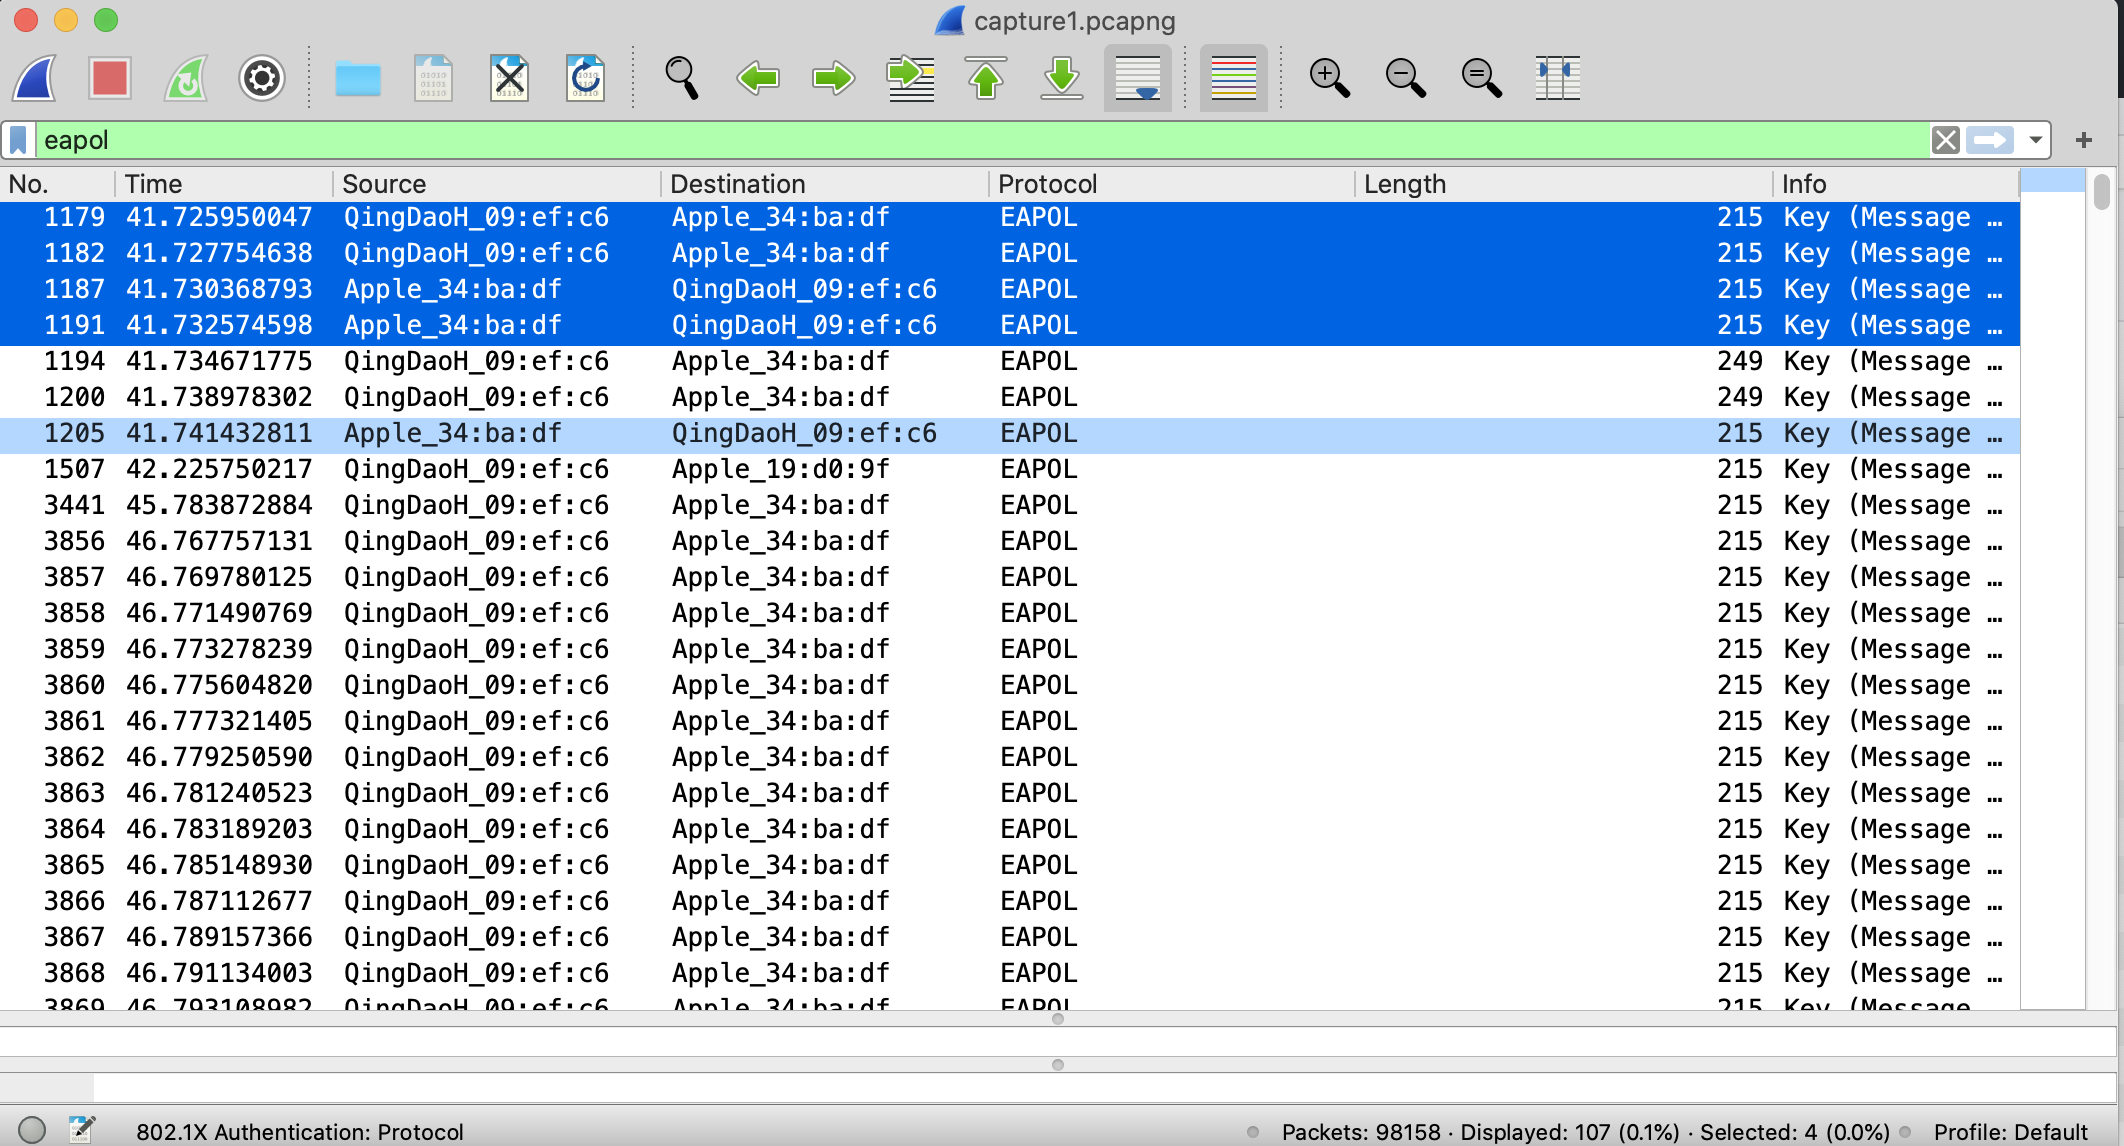 capture1.pcapng
eapol
No. Time Source Destination Protocol Length Info
1179 41.725950047 QingDaoH_09:ef:c6 Apple_34:ba:df EAPOL 215 Key (Message …
1182 41.727754638 QingDaoH_09:ef:c6 Apple_34:ba:df EAPOL 215 Key (Message …
1187 41.730368793 Apple_34:ba:df QingDaoH_09:ef:c6 EAPOL 215 Key (Message …
1191 41.732574598 Apple_34:ba:df QingDaoH_09:ef:c6 EAPOL 215 Key (Message …
1194 41.734671775 QingDaoH_09:ef:c6 Apple_34:ba:df EAPOL 249 Key (Message …
1200 41.738978302 QingDaoH_09:ef:c6 Apple_34:ba:df EAPOL 249 Key (Message …
1205 41.741432811 Apple_34:ba:df QingDaoH_09:ef:c6 EAPOL 215 Key (Message …
1507 42.225750217 QingDaoH_09:ef:c6 Apple_19:d0:9f EAPOL 215 Key (Message …
3441 45.783872884 QingDaoH_09:ef:c6 Apple_34:ba:df EAPOL 215 Key (Message …
3856 46.767757131 QingDaoH_09:ef:c6 Apple_34:ba:df EAPOL 215 Key (Message …
3857 46.769780125 QingDaoH_09:ef:c6 Apple_34:ba:df EAPOL 215 Key (Message …
3858 46.771490769 QingDaoH_09:ef:c6 Apple_34:ba:df EAPOL 215 Key (Message …
3859 46.773278239 QingDaoH_09:ef:c6 Apple_34:ba:df EAPOL 215 Key (Message …
3860 46.775604820 QingDaoH_09:ef:c6 Apple_34:ba:df EAPOL 215 Key (Message …
3861 46.777321405 QingDaoH_09:ef:c6 Apple_34:ba:df EAPOL 215 Key (Message …
3862 46.779250590 QingDaoH_09:ef:c6 Apple_34:ba:df EAPOL 215 Key (Message …
3863 46.781240523 QingDaoH_09:ef:c6 Apple_34:ba:df EAPOL 215 Key (Message …
3864 46.783189203 QingDaoH_09:ef:c6 Apple_34:ba:df EAPOL 215 Key (Message …
3865 46.785148930 QingDaoH_09:ef:c6 Apple_34:ba:df EAPOL 215 Key (Message …
3866 46.787112677 QingDaoH_09:ef:c6 Apple_34:ba:df EAPOL 215 Key (Message …
3867 46.789157366 QingDaoH_09:ef:c6 Apple_34:ba:df EAPOL 215 Key (Message …
3868 46.791134003 QingDaoH_09:ef:c6 Apple_34:ba:df EAPOL 215 Key (Message …
3869 46.793108982 QingDaoH_09:ef:c6 Apple_34:ba:df EAPOL 215 Key (Message …
802.1X Authentication: Protocol Packets: 98158 · Displayed: 107 (0.1%) · Selected: 4 (0.0%) Profile: Default